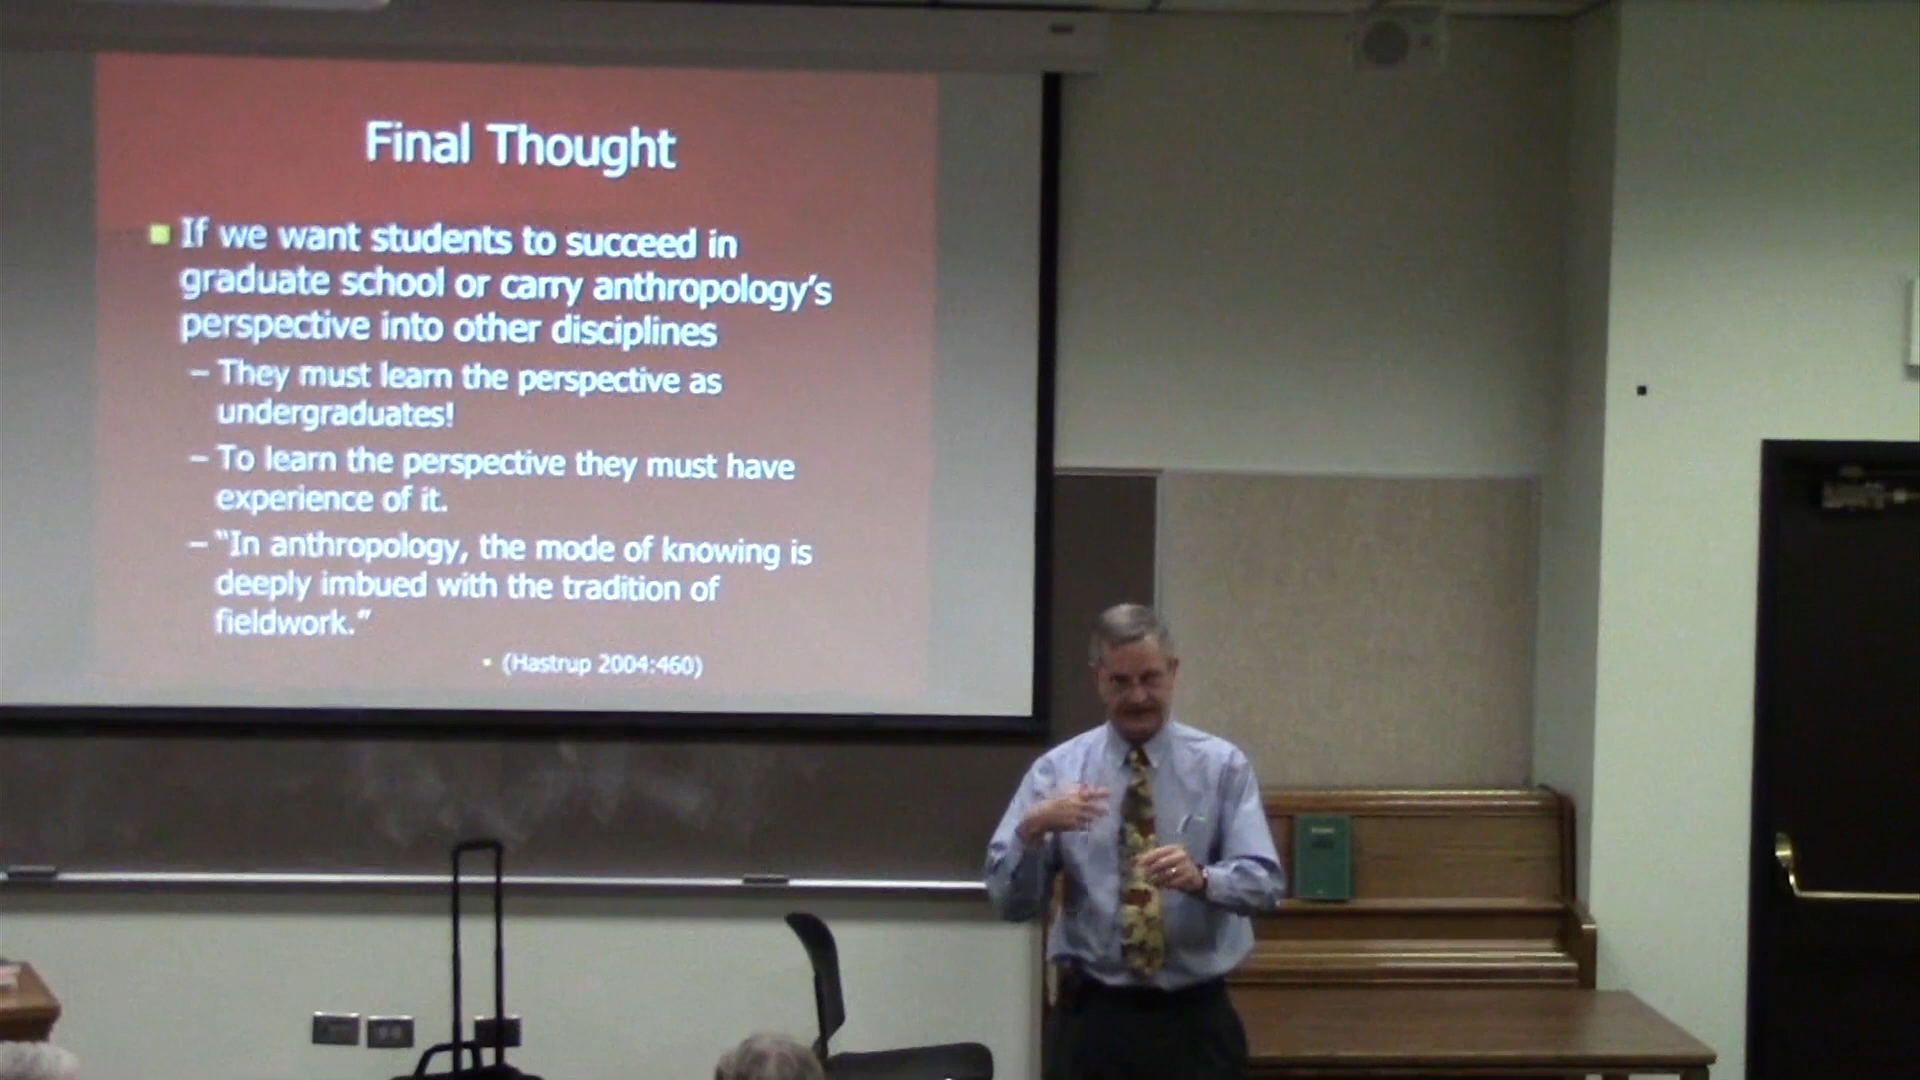 Final Thought
If we want students to succeed in
graduate school or carry anthropology's
perspective into other disciplines
– They must learn the perspective as
undergraduates!
– To learn the perspective they must have
experience of it.
– “In anthropology, the mode of knowing is
deeply imbued with the tradition of
fieldwork.”
• (Hastrup 2004:460)